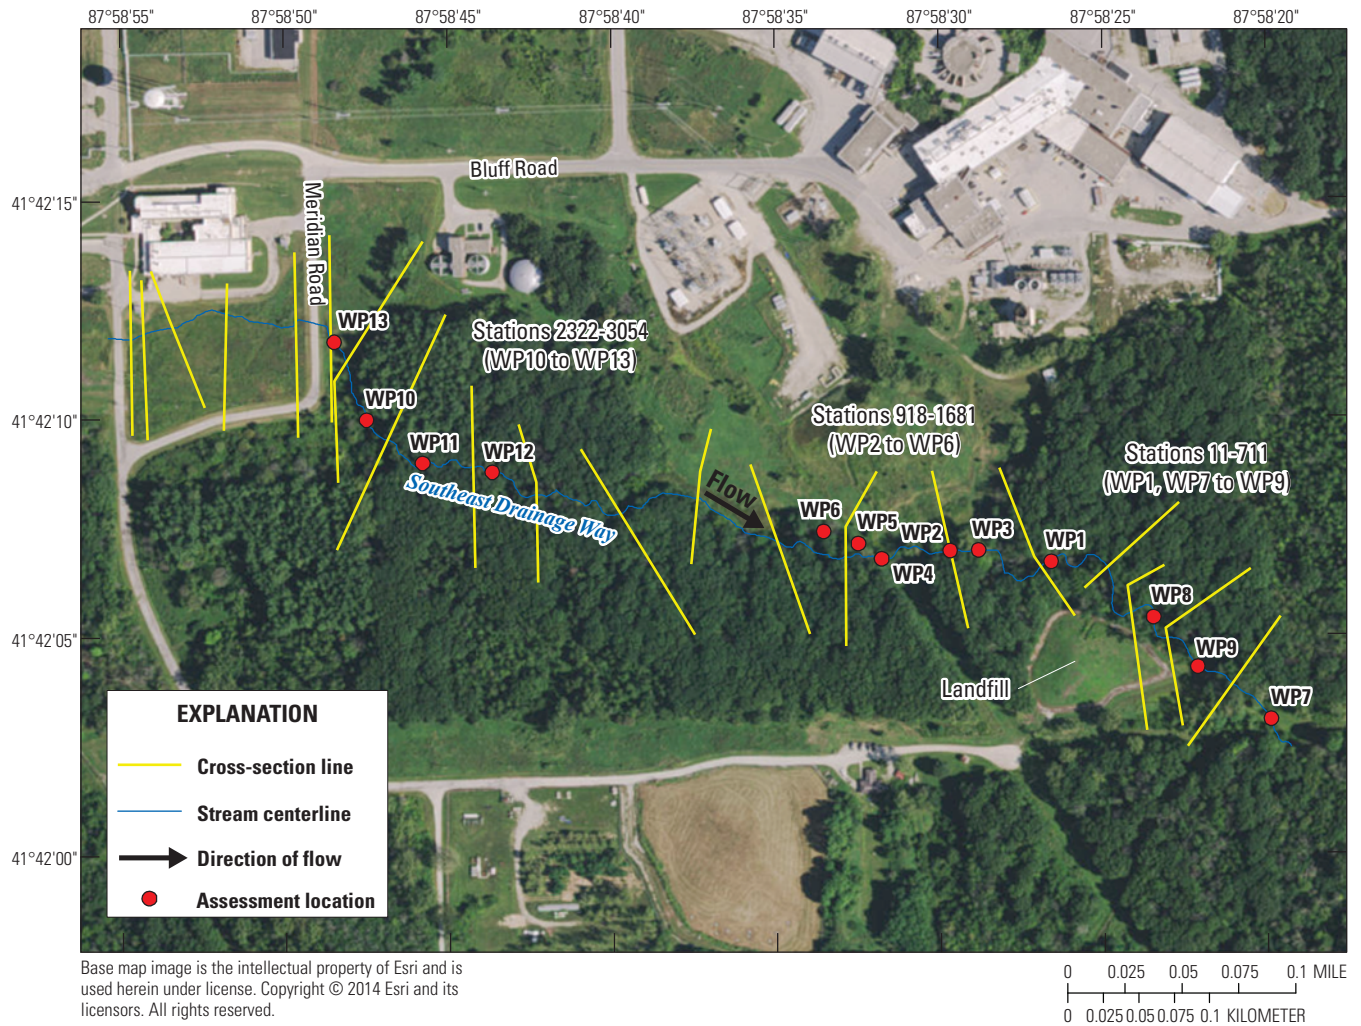 87°58'55" 87°58'50" 87°58'45" 87°58'40" 87°58'35" 87°58'30" 87°58'25" 87°58'20"
Bluff Road
41°42'15"
Meridian Road
WP13
Stations 2322-3054
(WP10 to WP13)
WP10
41°42'10"
Stations 918-1681
(WP2 to WP6)
WP11
WP12
Stations 11-711
(WP1, WP7 to WP9)
Southeast Drainage Way
Flow
WP6
WP5
WP2
WP3
WP1
WP4
WP8
41°42'05"
WP9
Landfill
WP7
EXPLANATION
Cross-section line
Stream centerline
Direction of flow
Assessment location
41°42'00"
Base map image is the intellectual property of Esri and is
used herein under license. Copyright © 2014 Esri and its
licensors. All rights reserved.
0 0.025 0.05 0.075 0.1 MILE
0 0.025 0.05 0.075 0.1 KILOMETER